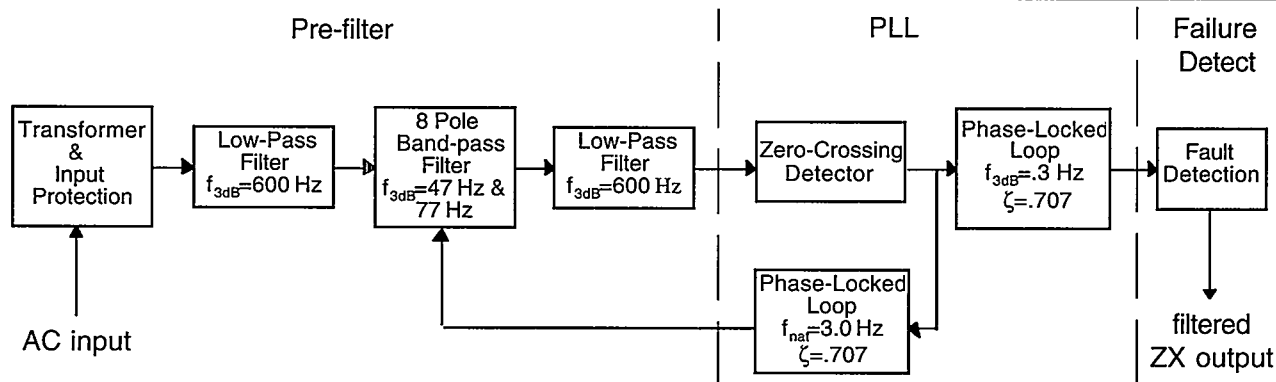 Pre-filter
PLL
Failure
Detect
Transformer
&
Input
Protection
Low-Pass
Filter
f3dB=600 Hz
8 Pole
Band-pass
Filter
f3dB=47 Hz &
77 Hz
Low-Pass
Filter
f3dB=600 Hz
Zero-Crossing
Detector
Phase-Locked
Loop
f3dB=.3 Hz
ζ=.707
Fault
Detection
Phase-Locked
Loop
fnat=3.0 Hz
ζ=.707
AC input
filtered
ZX output